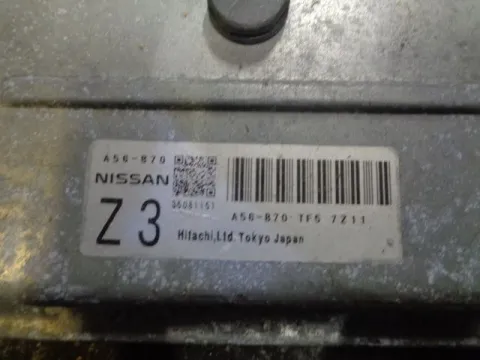 A56-870
NISSAN
Z3
A56-870 TF5 7Z11
Hitachi,Ltd. Tokyo Japan